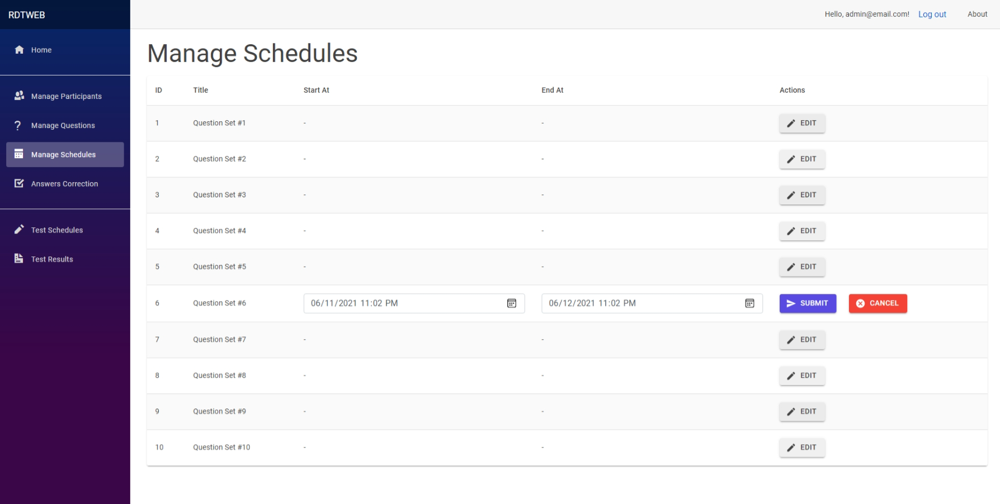 RDTWEB
Hello, admin@email.com! Log out About
Home
Manage Participants
Manage Questions
Manage Schedules
Answers Correction
Test Schedules
Test Results
Manage Schedules
ID Title Start At End At Actions
1 Question Set #1 - - EDIT
2 Question Set #2 - - EDIT
3 Question Set #3 - - EDIT
4 Question Set #4 - - EDIT
5 Question Set #5 - - EDIT
6 Question Set #6 06/11/2021 11:02 PM 06/12/2021 11:02 PM SUBMIT CANCEL
7 Question Set #7 - - EDIT
8 Question Set #8 - - EDIT
9 Question Set #9 - - EDIT
10 Question Set #10 - - EDIT